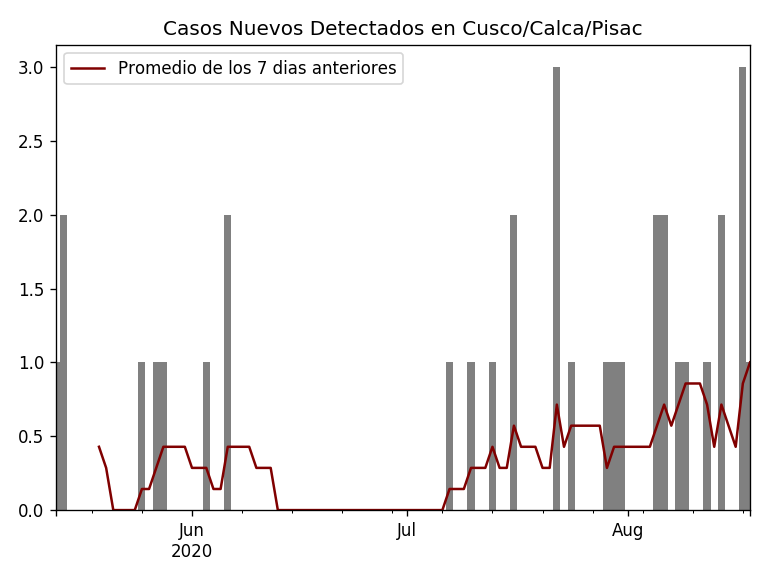 Casos Nuevos Detectados en Cusco/Calca/Pisac
Promedio de los 7 dias anteriores
3.0
2.5
2.0
1.5
1.0
0.5
0.0
Jun
2020
Jul
Aug